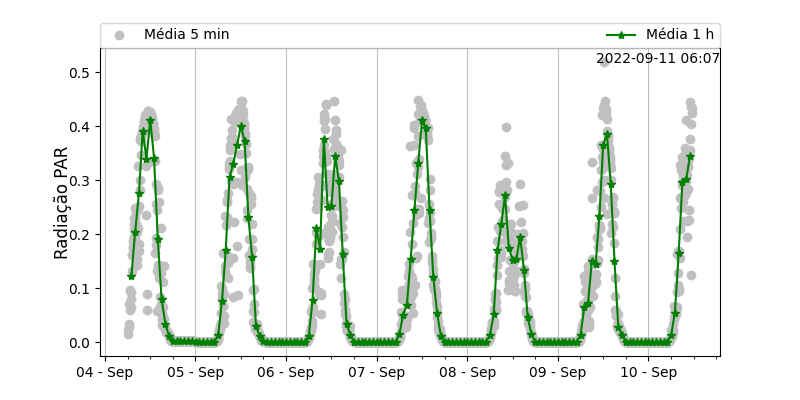 Média 5 min
Média 1 h
2022-09-11 06:07
Radiação PAR
0.5
0.4
0.3
0.2
0.1
0.0
04 - Sep
05 - Sep
06 - Sep
07 - Sep
08 - Sep
09 - Sep
10 - Sep